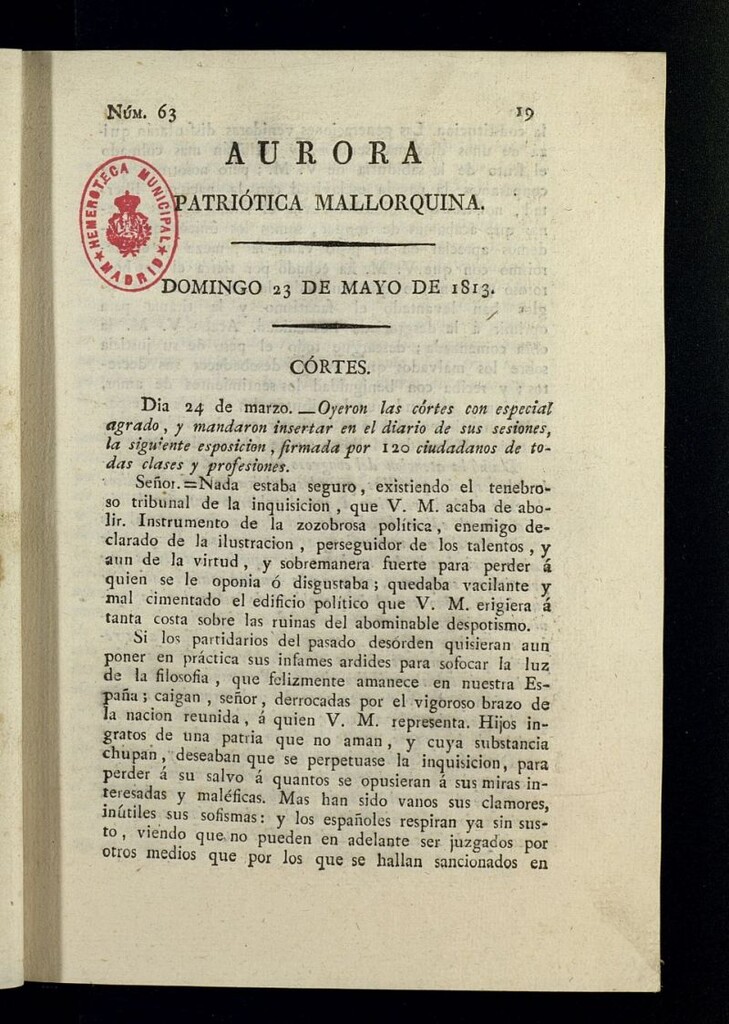 NÚM. 63
19
AURORA
PATRIÓTICA MALLORQUINA.
HEMEROTECA MUNICIPAL
★ MADRID ★
DOMINGO 23 DE MAYO DE 1813.
CÓRTES.
Dia 24 de marzo. — Oyeron las córtes con especial
agrado, y mandaron insertar en el diario de sus sesiones,
la siguiente esposicion, firmada por 120 ciudadanos de to-
das clases y profesiones.
Señor.=Nada estaba seguro, existiendo el tenebro-
so tribunal de la inquisicion, que V. M. acaba de abo-
lir. Instrumento de la zozobrosa política, enemigo de-
clarado de la ilustracion, perseguidor de los talentos, y
aun de la virtud, y sobremanera fuerte para perder á
quien se le oponia ó disgustaba; quedaba vacilante y
mal cimentado el edificio político que V. M. erigiera á
tanta costa sobre las ruinas del abominable despotismo.
Si los partidarios del pasado desórden quisieran aun
poner en práctica sus infames ardides para sofocar la luz
de la filosofia, que felizmente amanece en nuestra Es-
paña; caigan, señor, derrocadas por el vigoroso brazo de
la nacion reunida, á quien V. M. representa. Hijos in-
gratos de una patria que no aman, y cuya substancia
chupan, deseaban que se perpetuase la inquisicion, para
perder á su salvo á quantos se opusieran á sus miras in-
teresadas y maléficas. Mas han sido vanos sus clamores,
inútiles sus sofismas: y los españoles respiran ya sin sus-
to, viendo que no pueden en adelante ser juzgados por
otros medios que por los que se hallan sancionados en